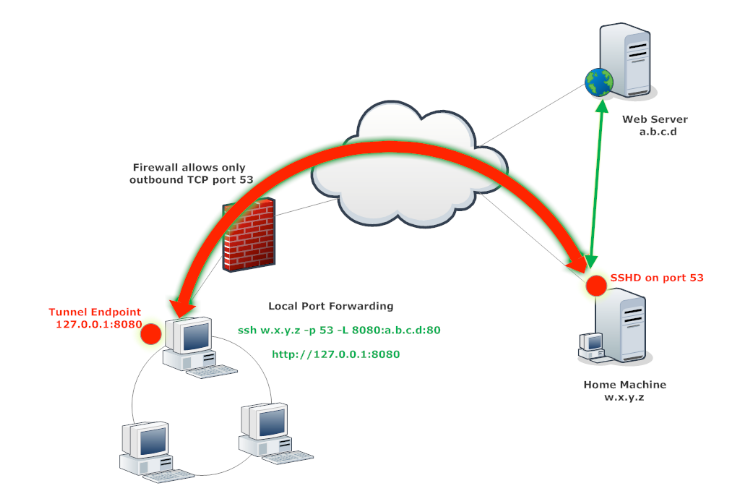 Web Server
a.b.c.d
Firewall allows only
outbound TCP port 53
SSHD on port 53
Tunnel Endpoint
127.0.0.1:8080
Local Port Forwarding
ssh w.x.y.z -p 53 -L 8080:a.b.c.d:80
http://127.0.0.1:8080
Home Machine
w.x.y.z